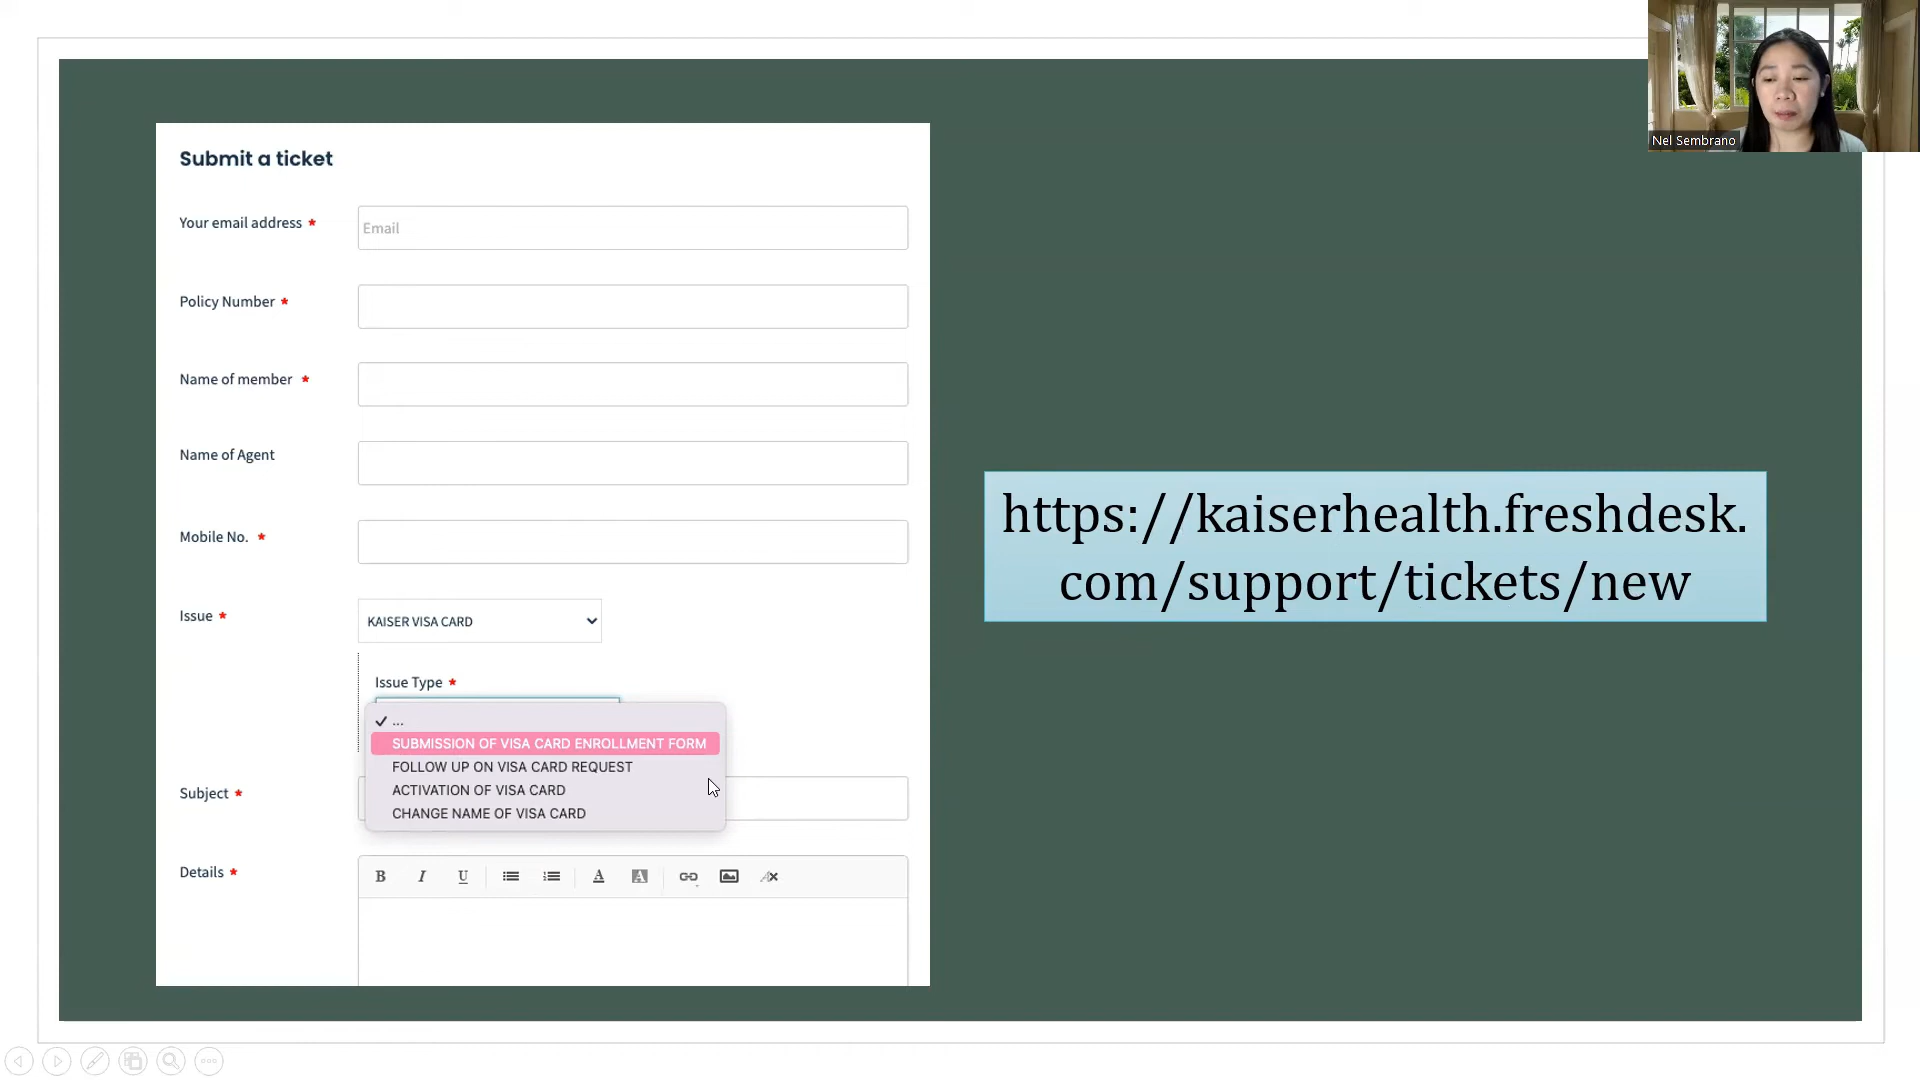 Nel Sembrano
Submit a ticket
Your email address *
Email
Policy Number *
Name of member *
Name of Agent
Mobile No. *
Issue *
KAISER VISA CARD
Issue Type *
...
SUBMISSION OF VISA CARD ENROLLMENT FORM
FOLLOW UP ON VISA CARD REQUEST
ACTIVATION OF VISA CARD
CHANGE NAME OF VISA CARD
Subject *
Details *
B I U A A
https://kaiserhealth.freshdesk.
com/support/tickets/new